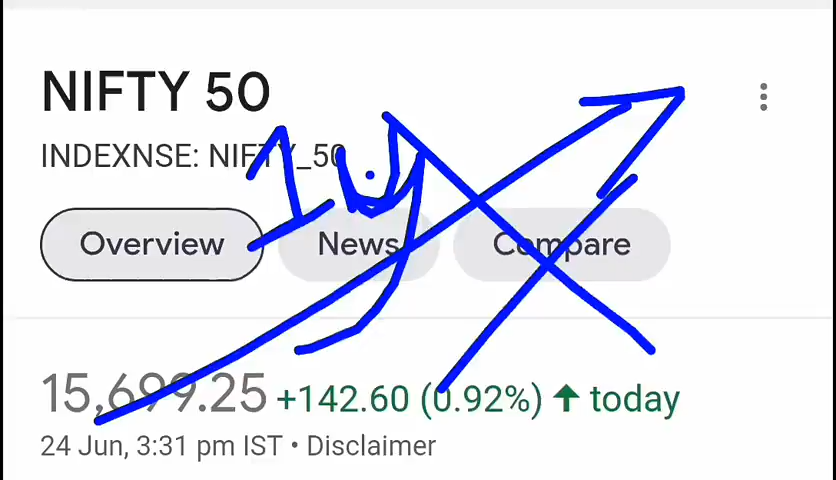 NIFTY 50
INDEXNSE: NIFTY_50
Overview News Compare
15,699.25 +142.60 (0.92%) ↑ today
24 Jun, 3:31 pm IST • Disclaimer